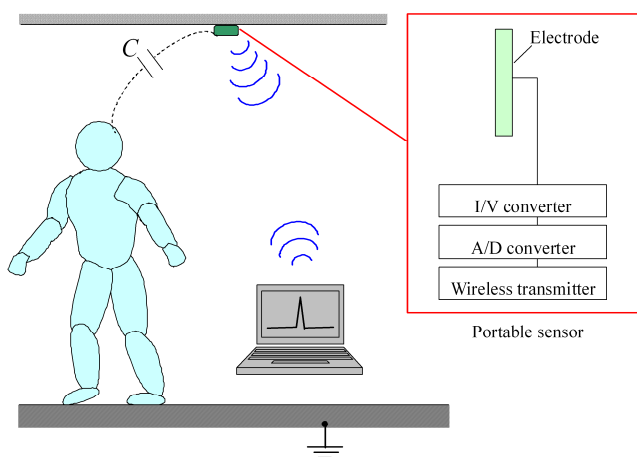 C
Electrode
I/V converter
A/D converter
Wireless transmitter
Portable sensor